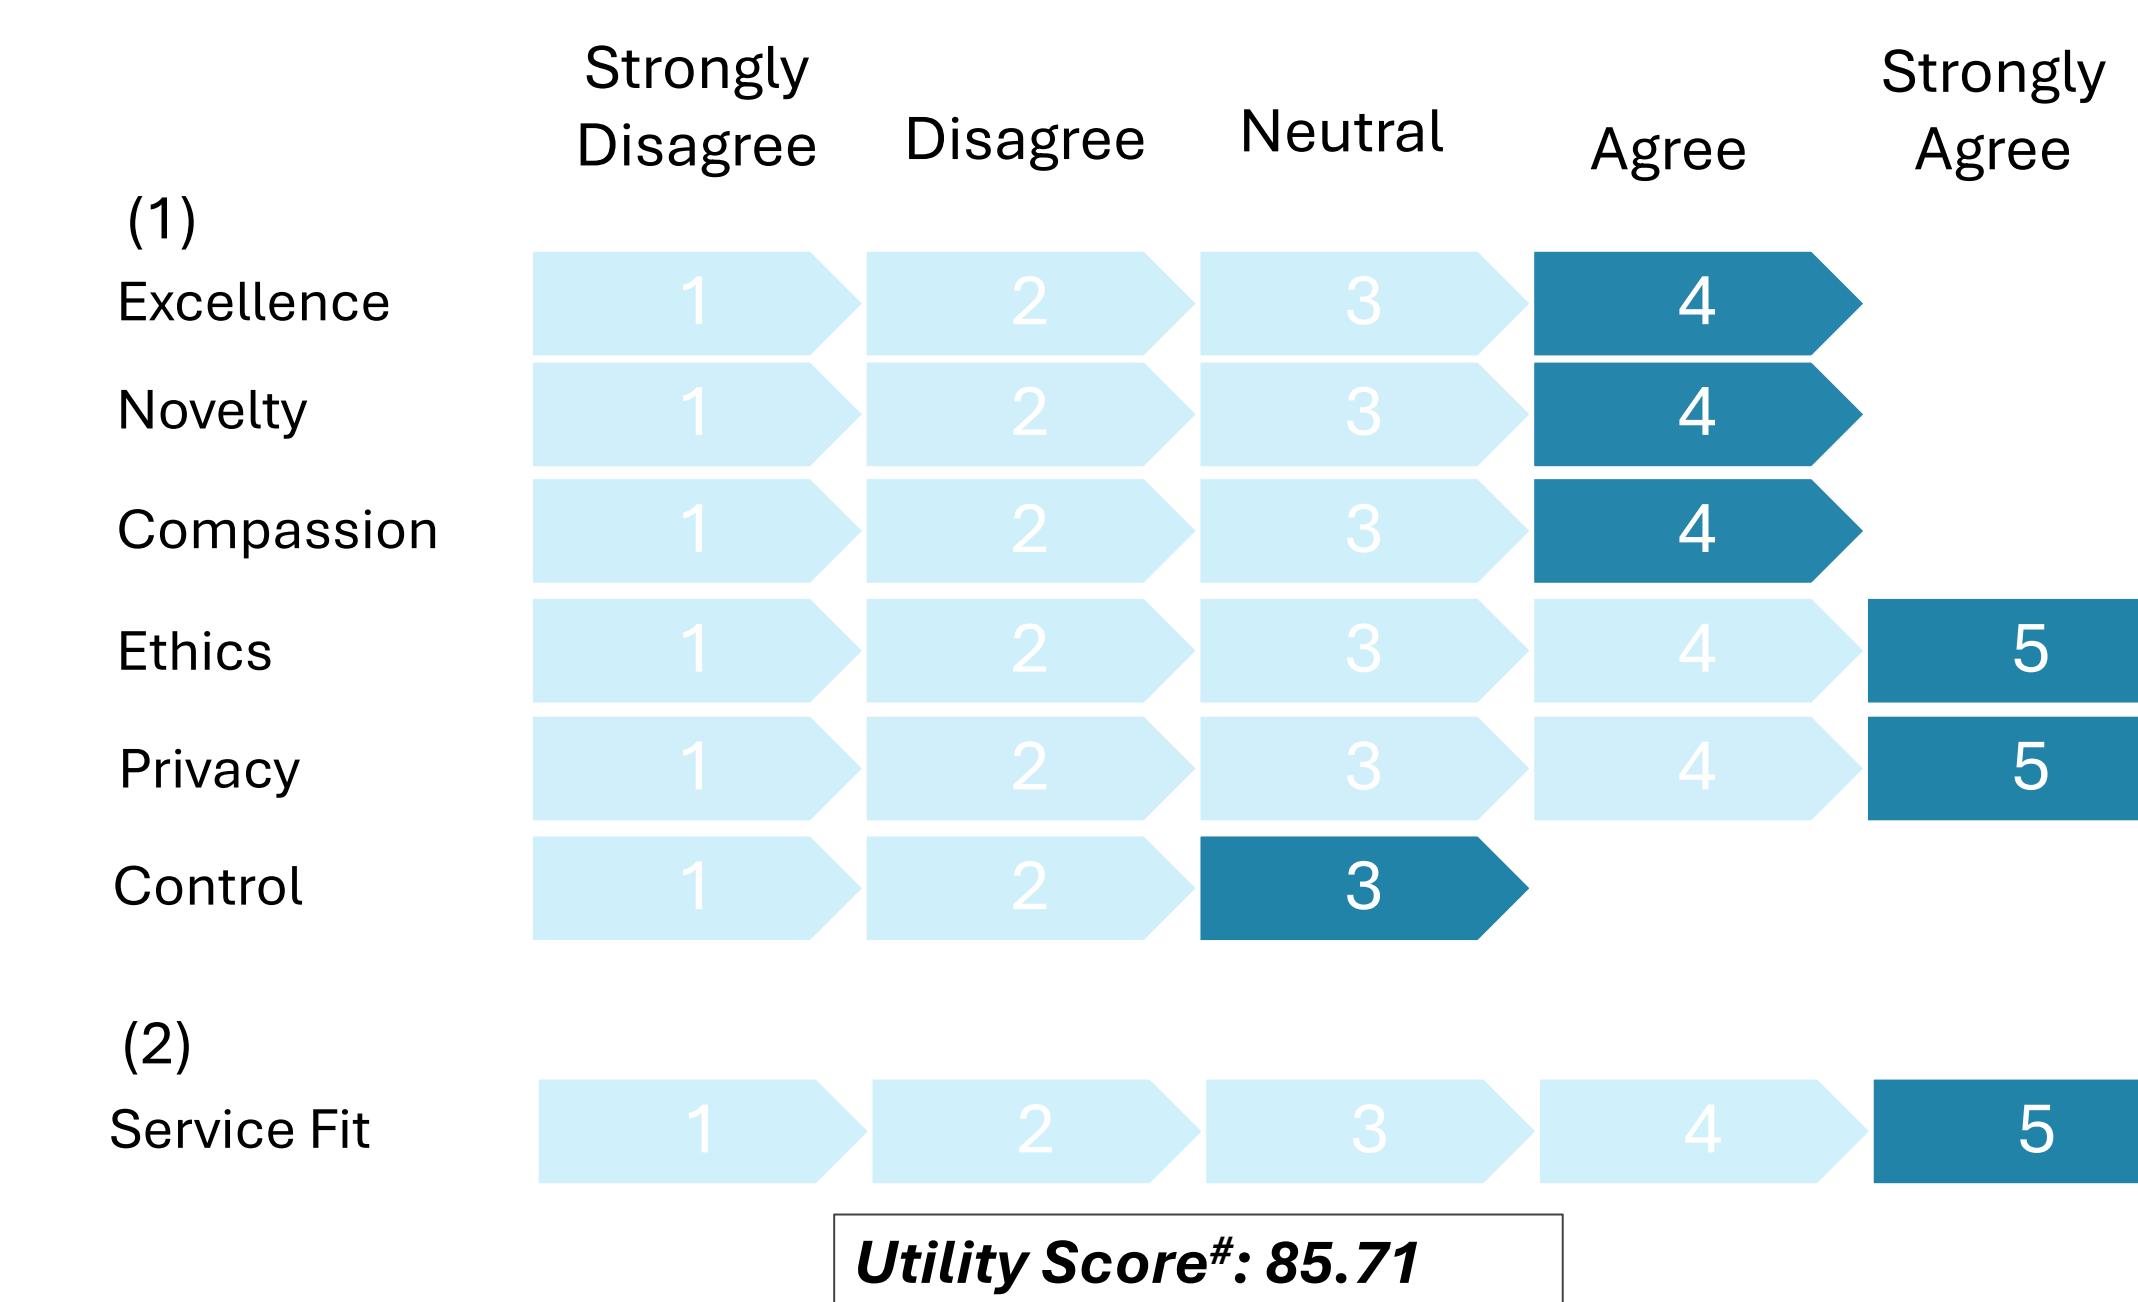 Strongly Disagree
Disagree
Neutral
Agree
Strongly Agree
(1)
Excellence 1 2 3 4
Novelty 1 2 3 4
Compassion 1 2 3 4
Ethics 1 2 3 4 5
Privacy 1 2 3 4 5
Control 1 2 3
(2)
Service Fit 1 2 3 4 5
Utility Score#: 85.71